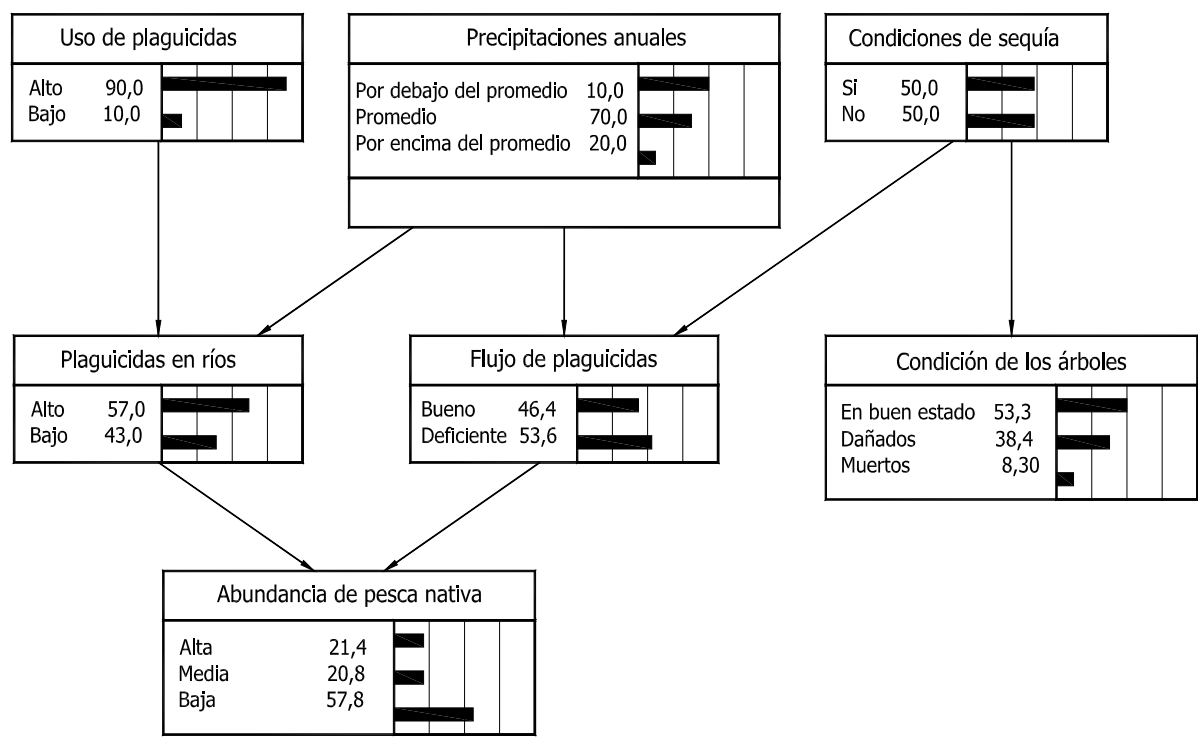 Uso de plaguicidas
Alto 90,0
Bajo 10,0
Precipitaciones anuales
Por debajo del promedio 10,0
Promedio 70,0
Por encima del promedio 20,0
Condiciones de sequía
Si 50,0
No 50,0
Plaguicidas en ríos
Alto 57,0
Bajo 43,0
Flujo de plaguicidas
Bueno 46,4
Deficiente 53,6
Condición de los árboles
En buen estado 53,3
Dañados 38,4
Muertos 8,30
Abundancia de pesca nativa
Alta 21,4
Media 20,8
Baja 57,8